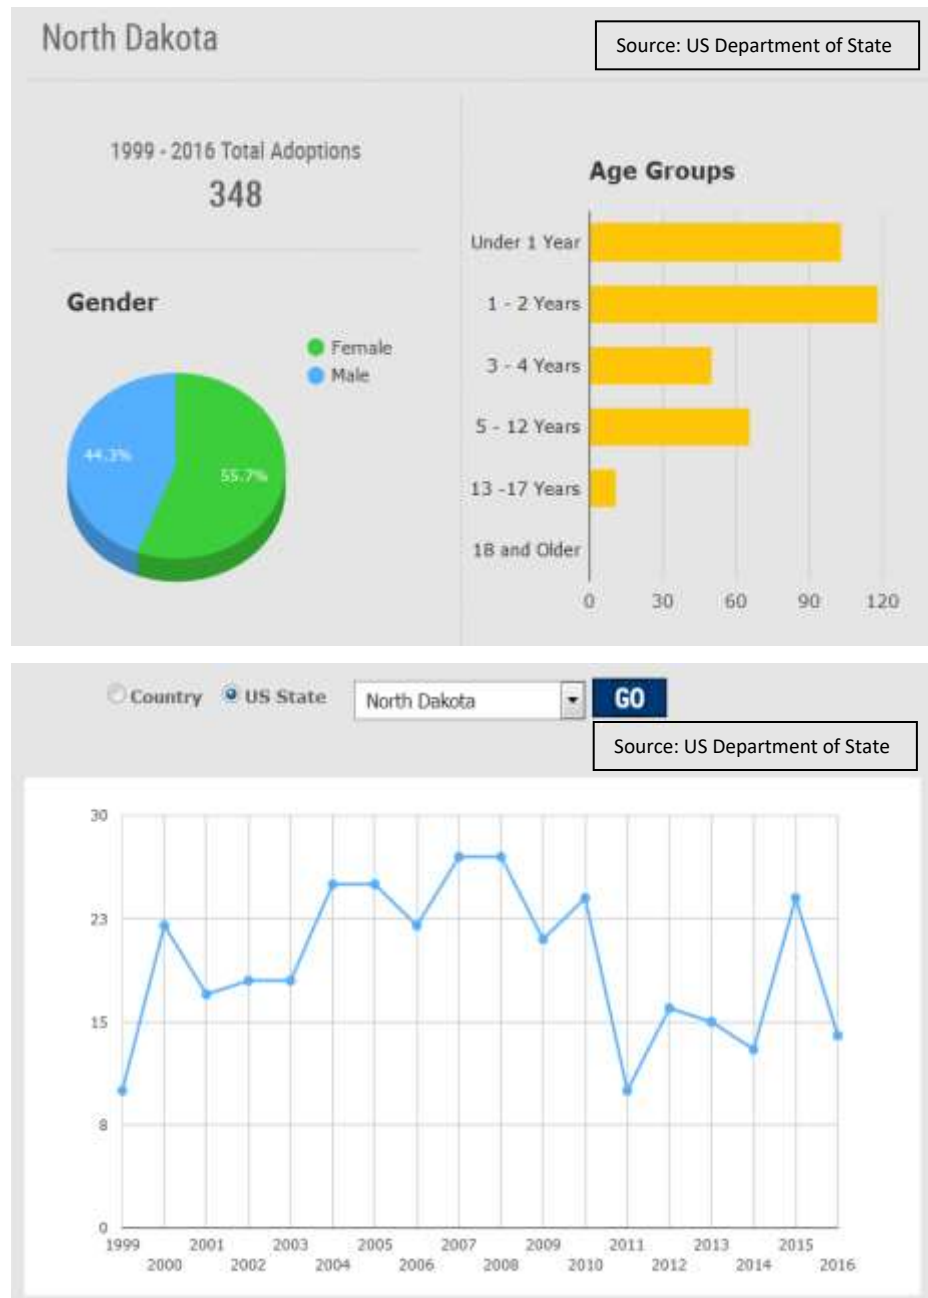 North Dakota
Source: US Department of State
1999 - 2016 Total Adoptions
348
Gender
Female
Male
44.3%
55.7%
Age Groups
Under 1 Year
1 - 2 Years
3 - 4 Years
5 - 12 Years
13 -17 Years
18 and Older
0 30 60 90 120
Country US State North Dakota GO
Source: US Department of State
30
23
15
8
0
1999 2001 2003 2005 2007 2009 2011 2013 2015
2000 2002 2004 2006 2008 2010 2012 2014 2016